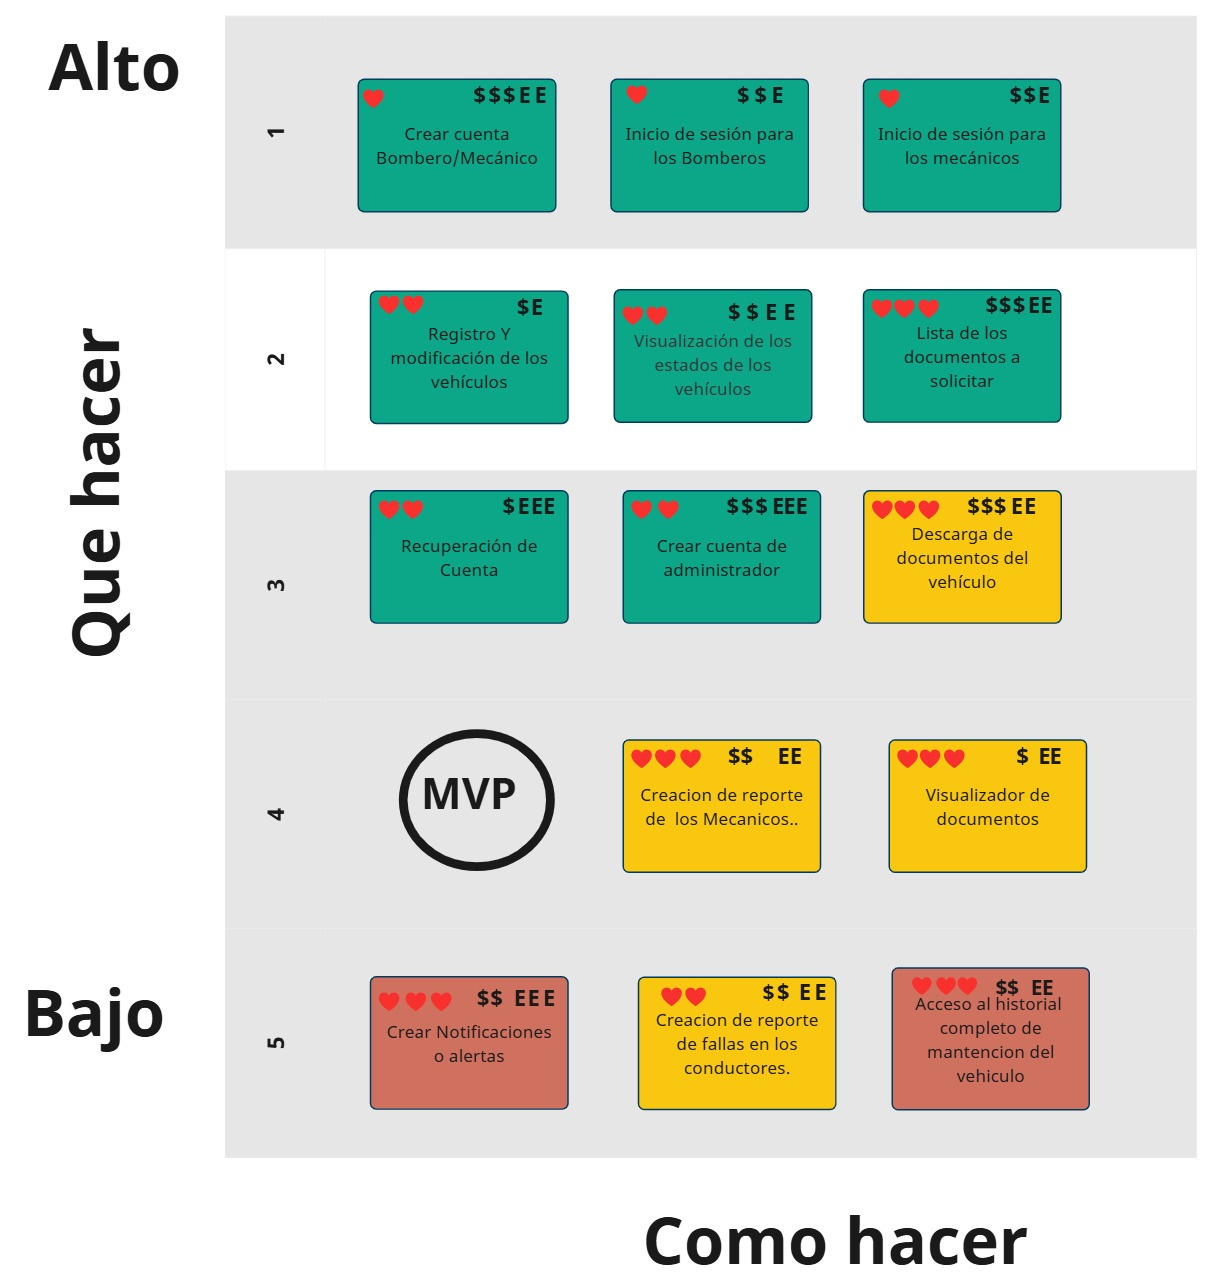 Alto
Que hacer
Bajo
1
$$$EE
Crear cuenta
Bombero/Mecánico
$$E
Inicio de sesión para
los Bomberos
$$E
Inicio de sesión para
los mecánicos
2
$E
Registro Y
modificación de los
vehículos
$$EE
Visualización de los
estados de los
vehículos
$$$EE
Lista de los
documentos a
solicitar
3
$EEE
Recuperación de
Cuenta
$$$EEE
Crear cuenta de
administrador
$$$EE
Descarga de
documentos del
vehículo
4
MVP
$$ EE
Creacion de reporte
de los Mecanicos..
$ EE
Visualizador de
documentos
5
$$ EEE
Crear Notificaciones
o alertas
$$ EE
Creacion de reporte
de fallas en los
conductores.
$$ EE
Acceso al historial
completo de
mantencion del
vehiculo
Como hacer